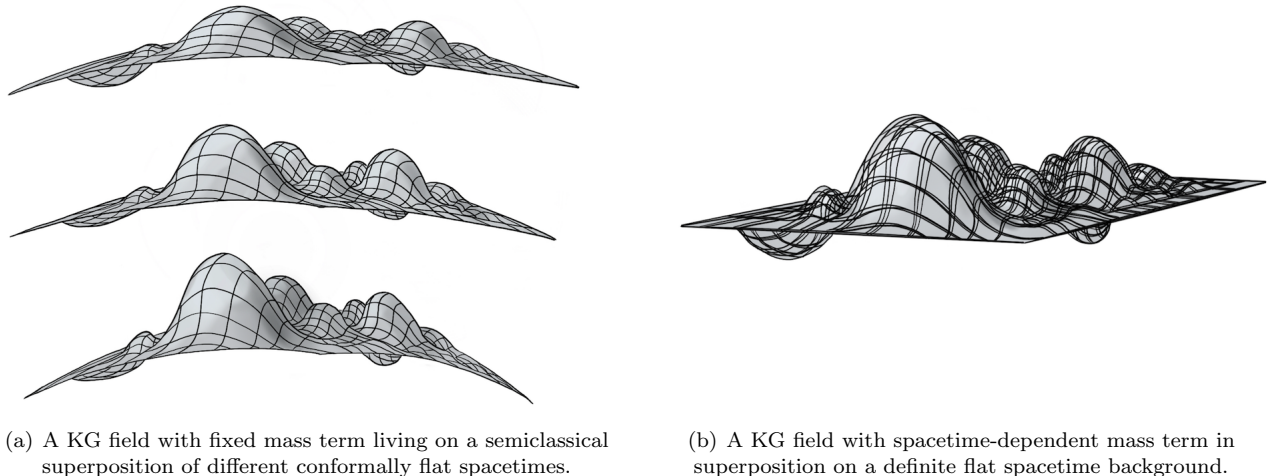 (a) A KG field with fixed mass term living on a semiclassical
superposition of different conformally flat spacetimes.
(b) A KG field with spacetime-dependent mass term in
superposition on a definite flat spacetime background.